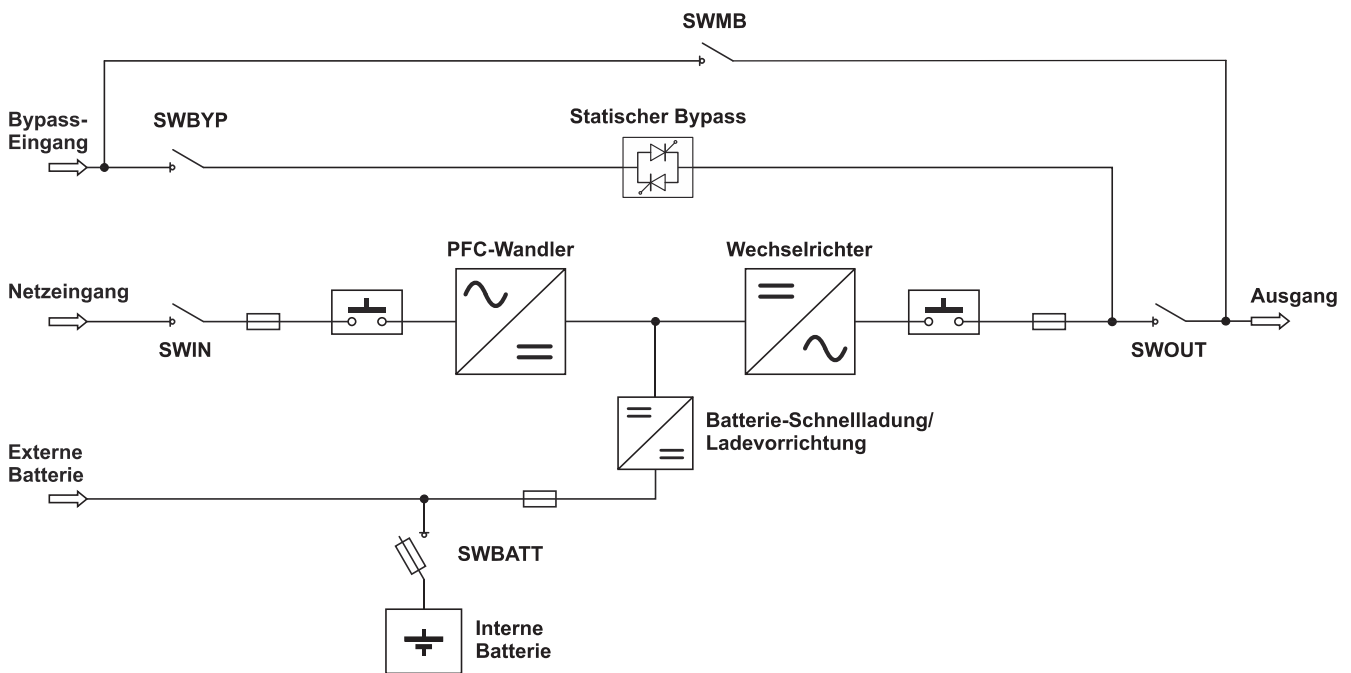 SWMB
Bypass-
Eingang
SWBYP
Statischer Bypass
PFC-Wandler
Wechselrichter
Netzeingang
Ausgang
SWIN
SWOUT
Batterie-Schnellladung/
Ladevorrichtung
Externe
Batterie
SWBATT
Interne
Batterie